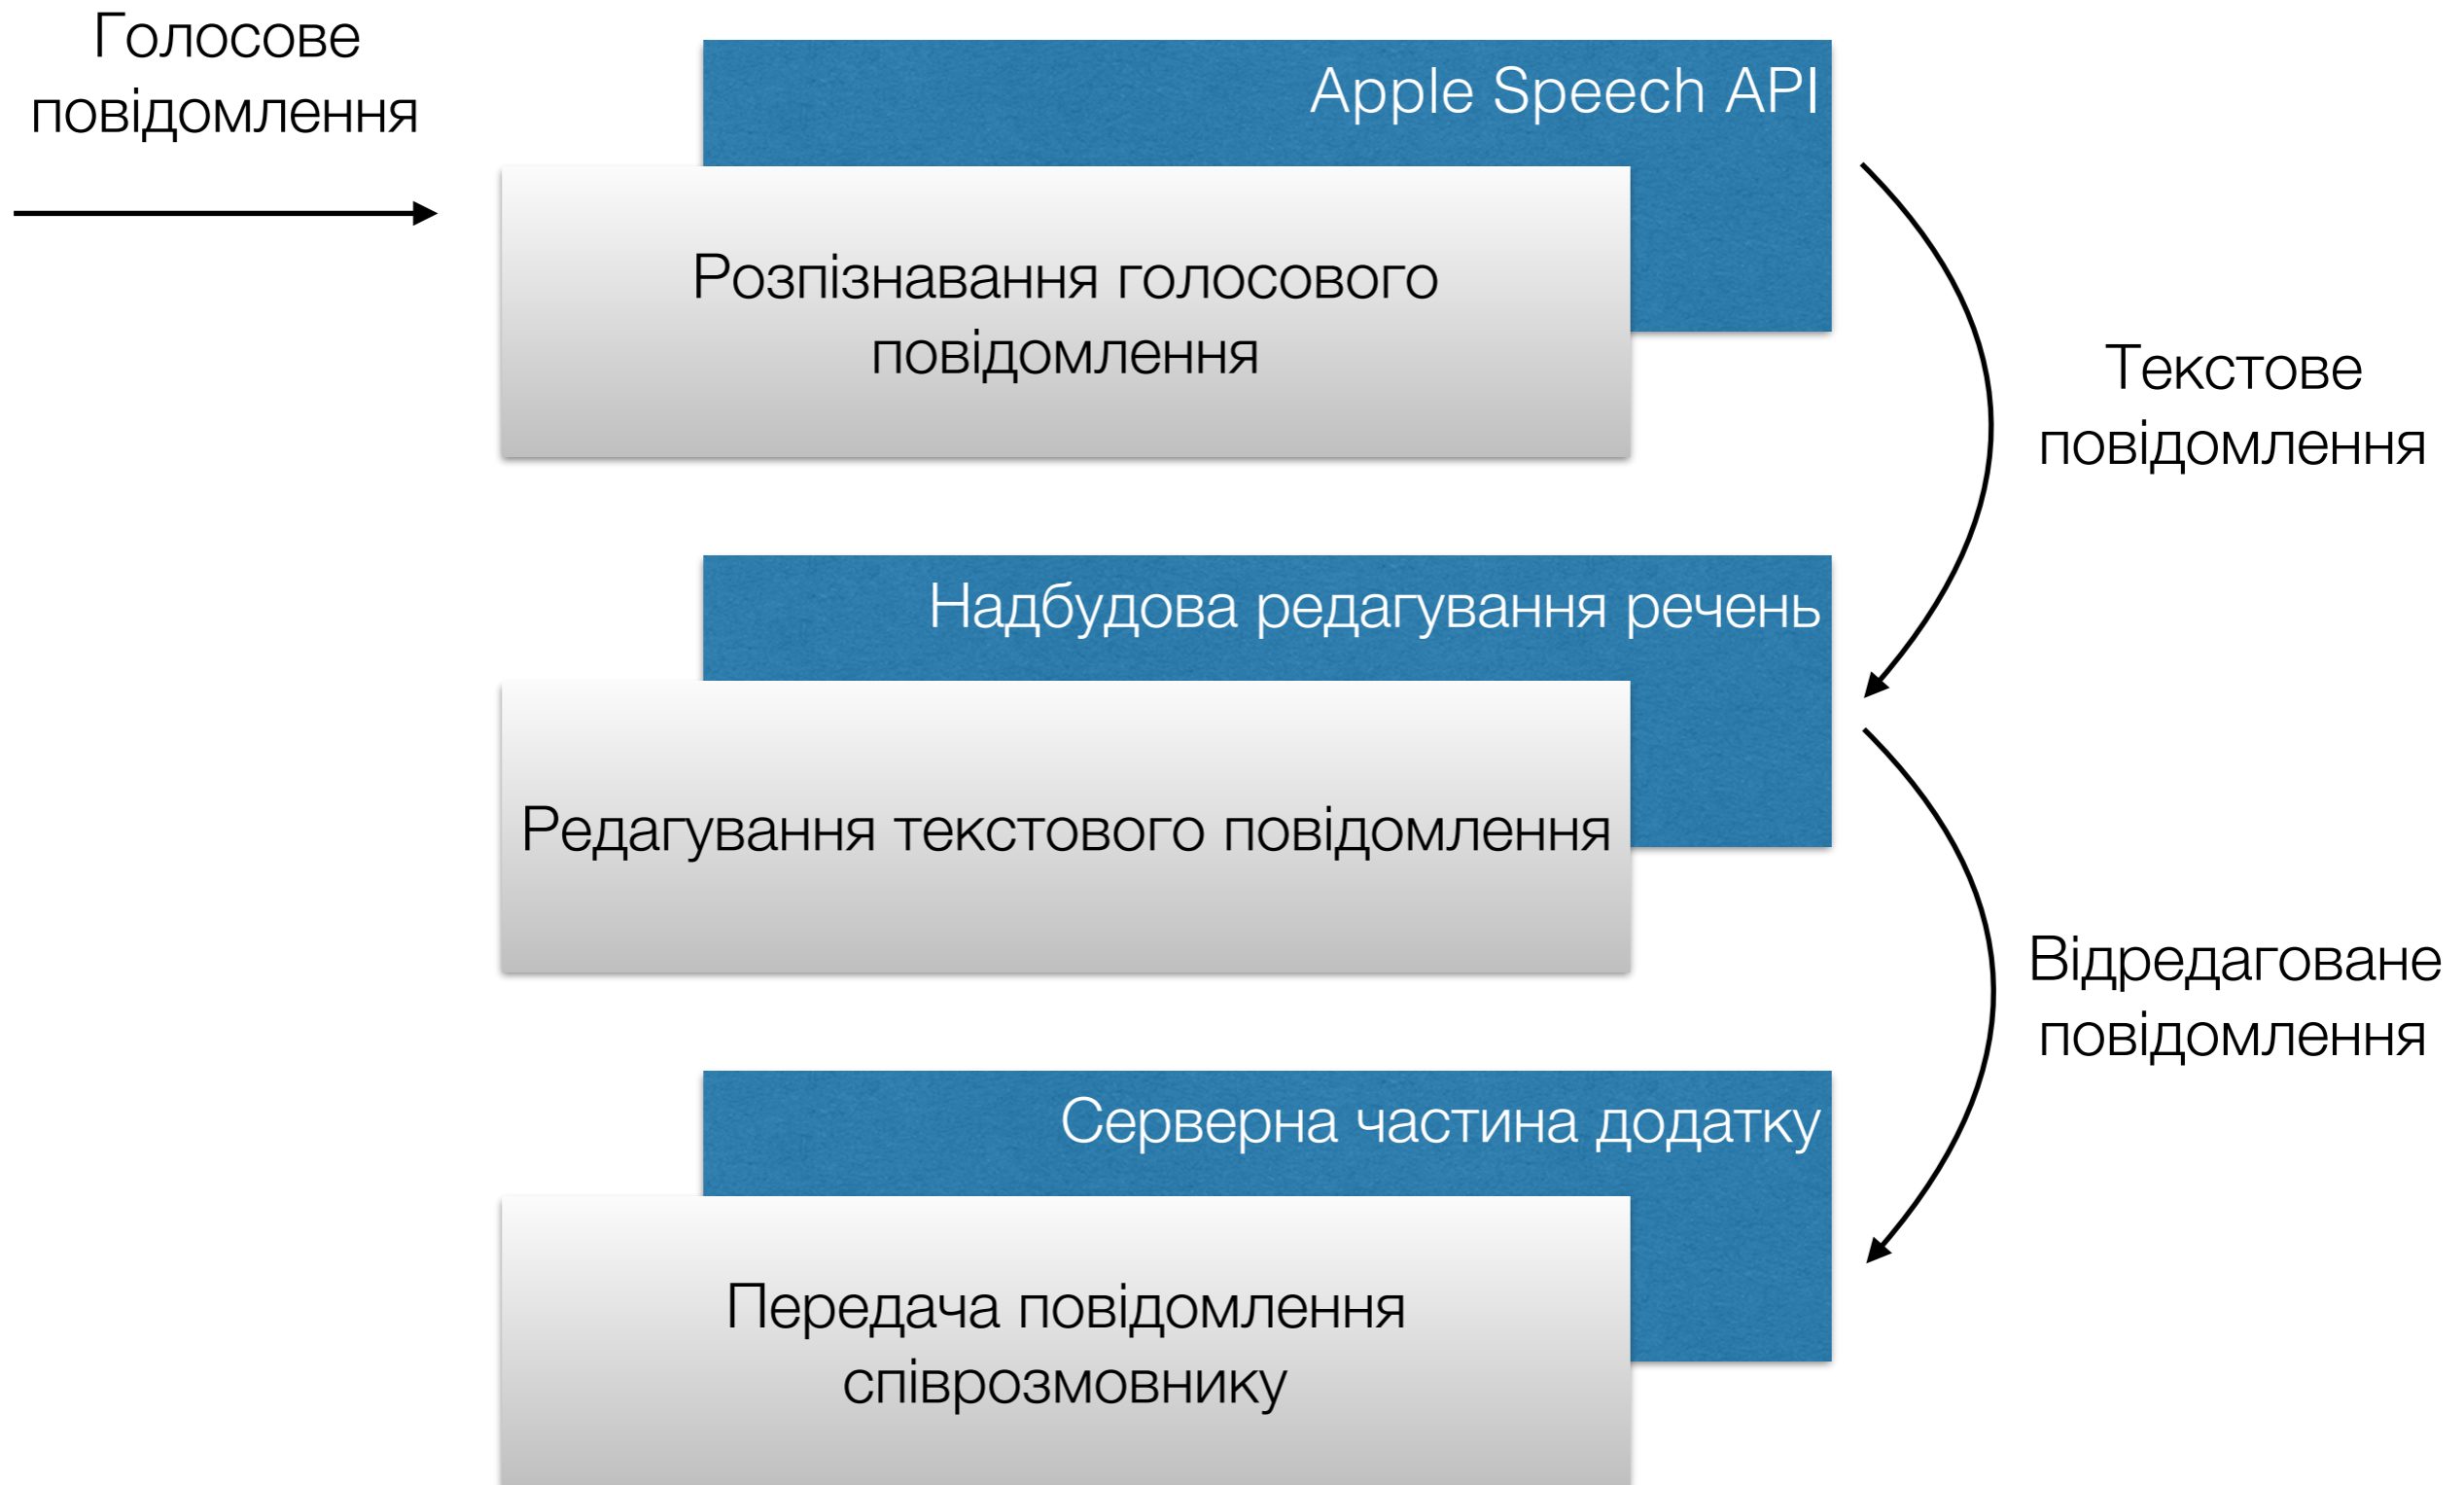 Голосове
повідомлення
Apple Speech API
Розпізнавання голосового
повідомлення
Текстове
повідомлення
Надбудова редагування речень
Редагування текстового повідомлення
Відредаговане
повідомлення
Серверна частина додатку
Передача повідомлення
співрозмовнику